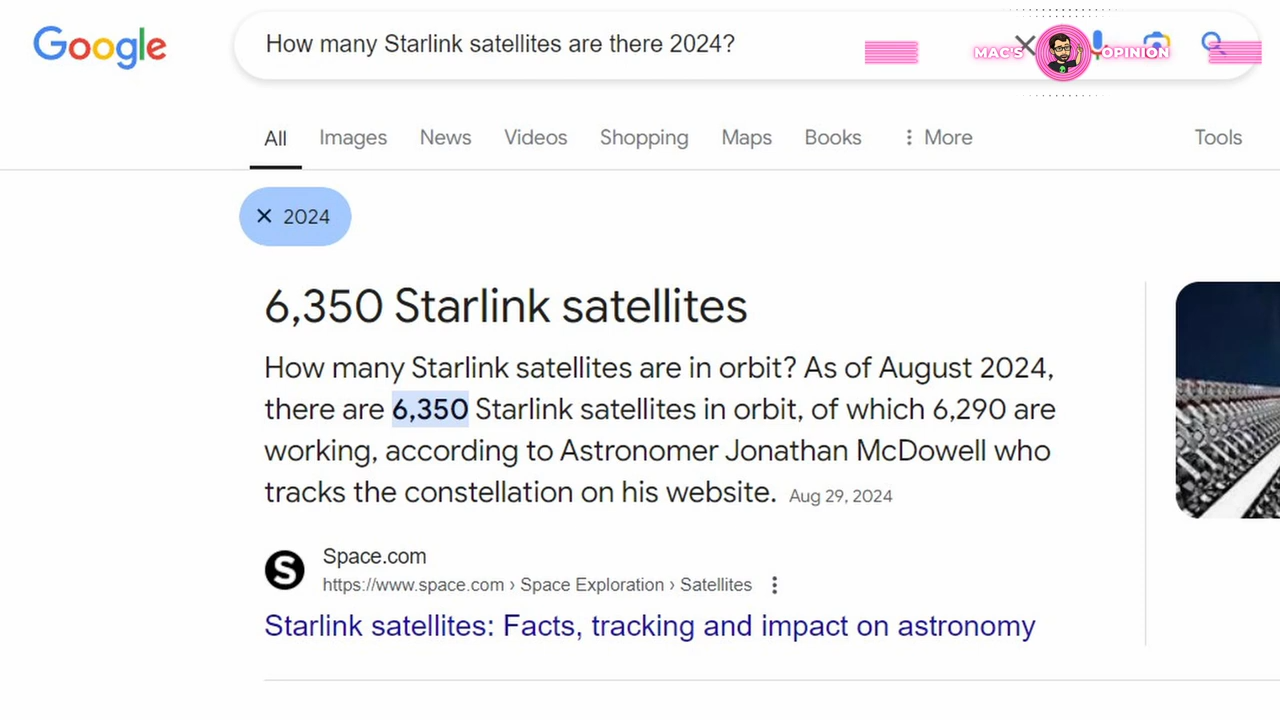 Google
How many Starlink satellites are there 2024?
MAC'S OPINION
All Images News Videos Shopping Maps Books More Tools
2024
6,350 Starlink satellites
How many Starlink satellites are in orbit? As of August 2024,
there are 6,350 Starlink satellites in orbit, of which 6,290 are
working, according to Astronomer Jonathan McDowell who
tracks the constellation on his website. Aug 29, 2024
S
Space.com
https://www.space.com › Space Exploration › Satellites
Starlink satellites: Facts, tracking and impact on astronomy